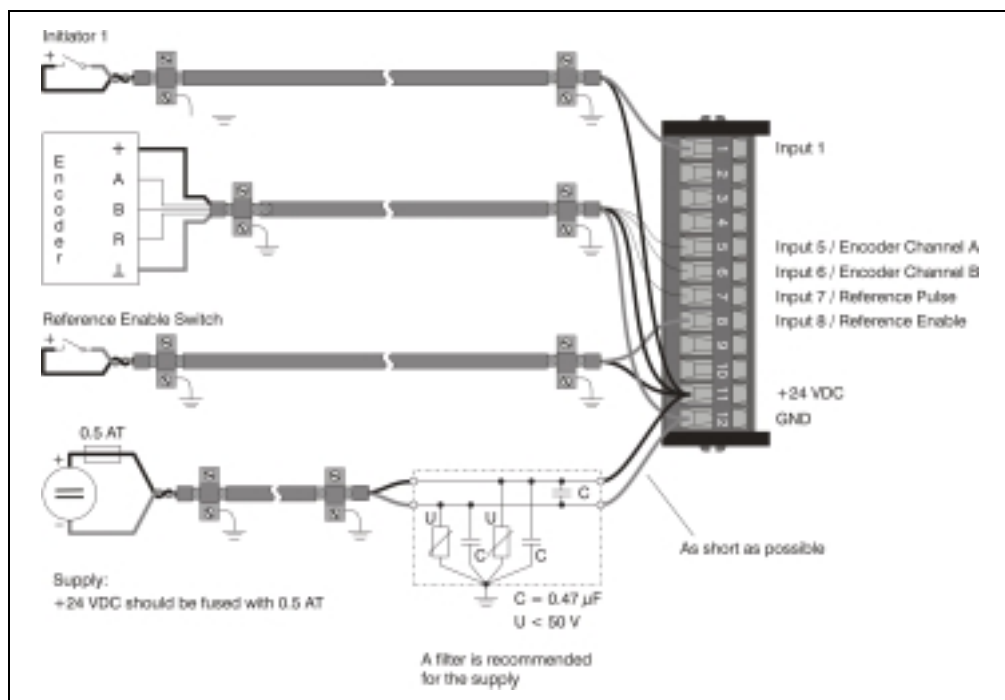 Initiator 1
+
Encoder
+
A
B
R
⊥
Reference Enable Switch
+
0.5 AT
+
−
Supply:
+24 VDC should be fused with 0.5 AT
U
C
U
C
C
C = 0.47 µF
U < 50 V
A filter is recommended
for the supply
As short as possible
1
2
3
4
5
6
7
8
9
10
11
12
Input 1
Input 5 / Encoder Channel A
Input 6 / Encoder Channel B
Input 7 / Reference Pulse
Input 8 / Reference Enable
+24 VDC
GND